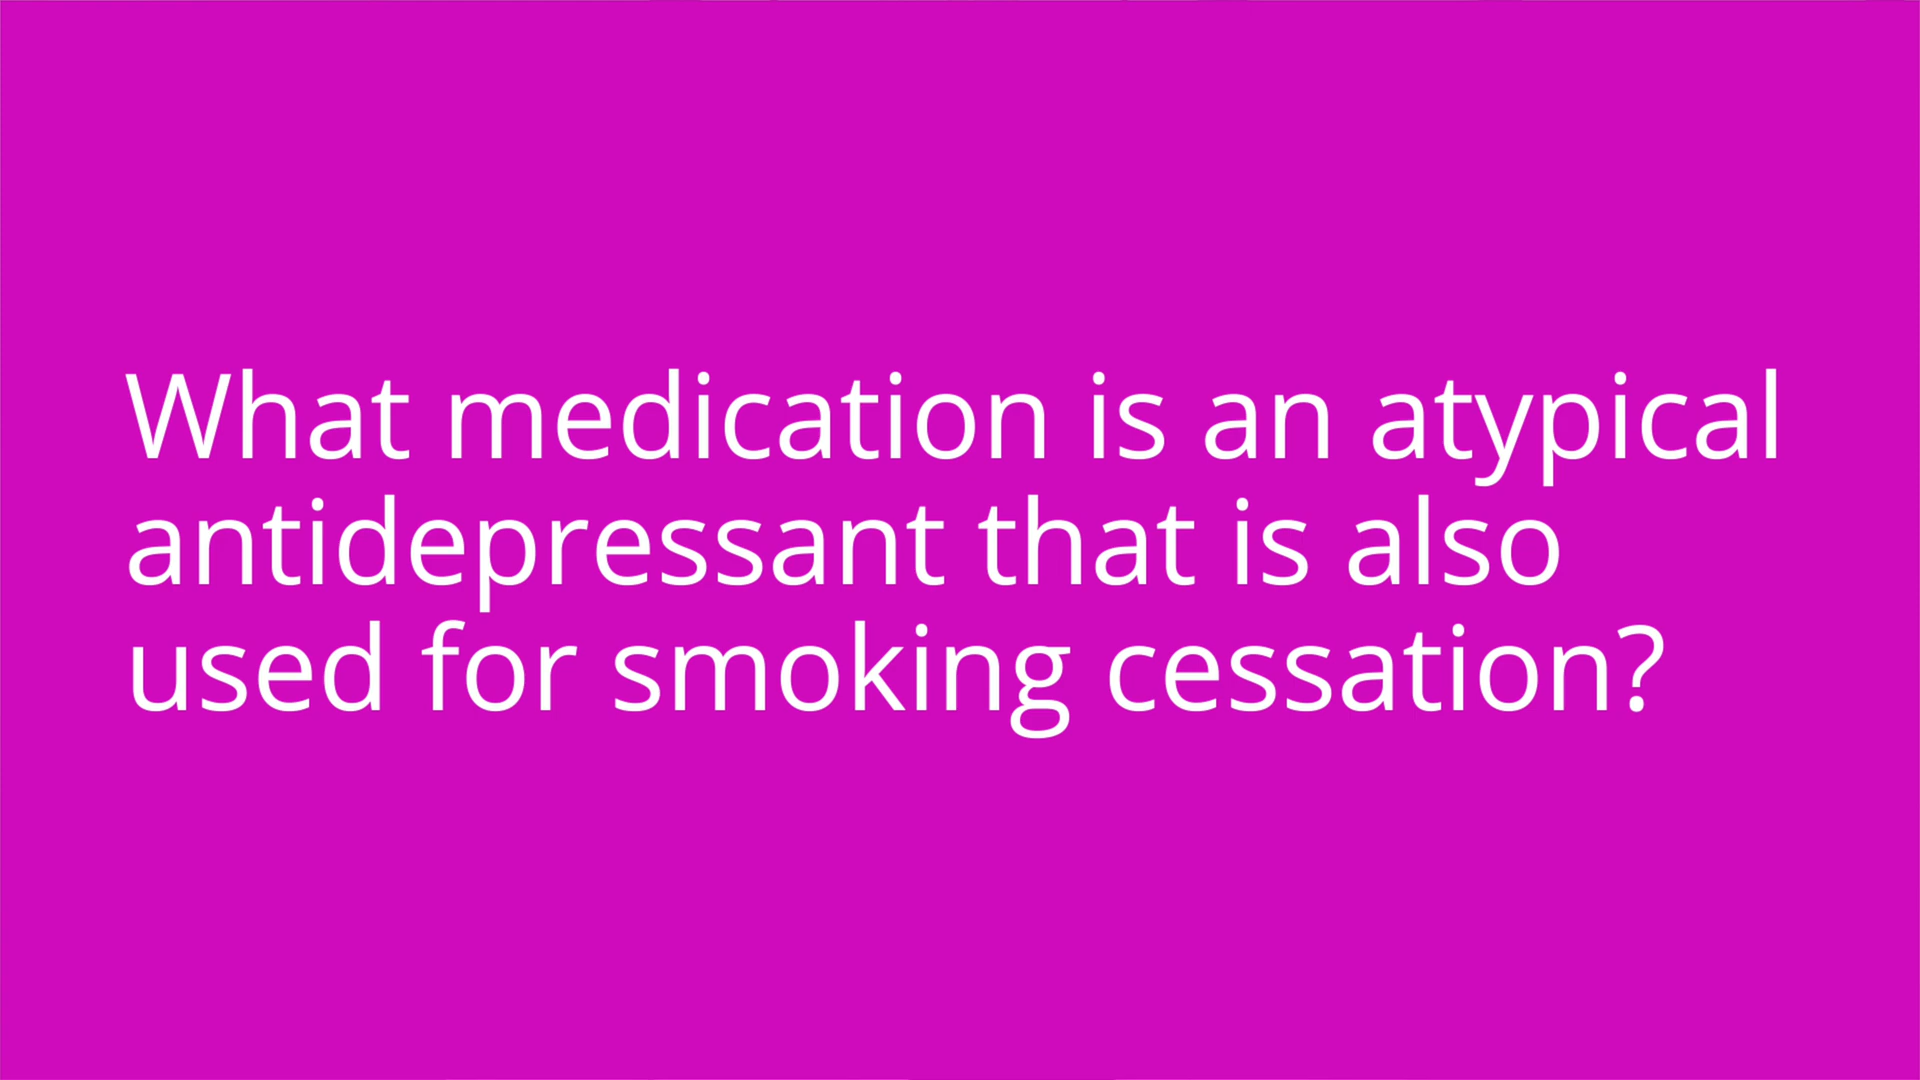 What medication is an atypical
antidepressant that is also
used for smoking cessation?